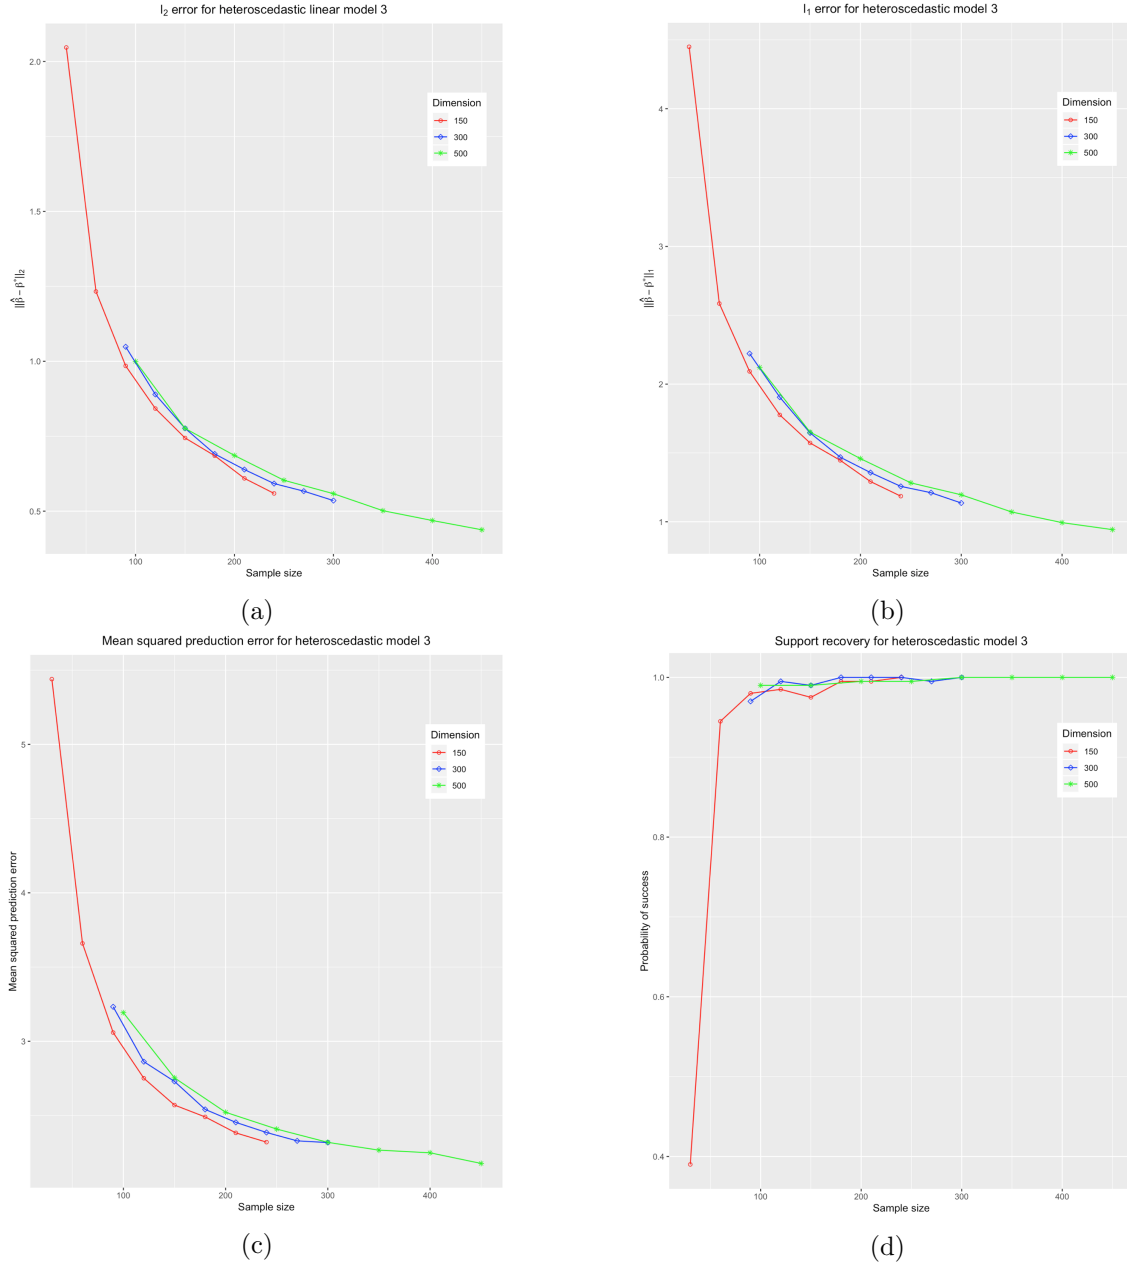 l₂ error for heteroscedastic linear model 3
||β̂ − β*||₂
2.0
1.5
1.0
0.5
Dimension
150
300
500
100 200 300 400
Sample size
(a)
l₁ error for heteroscedastic model 3
||β̂ − β*||₁
4
3
2
1
Dimension
150
300
500
100 200 300 400
Sample size
(b)
Mean squared preduction error for heteroscedastic model 3
Mean squared prediction error
5
4
3
Dimension
150
300
500
100 200 300 400
Sample size
(c)
Support recovery for heteroscedastic model 3
Probability of success
1.0
0.8
0.6
0.4
Dimension
150
300
500
100 200 300 400
Sample size
(d)